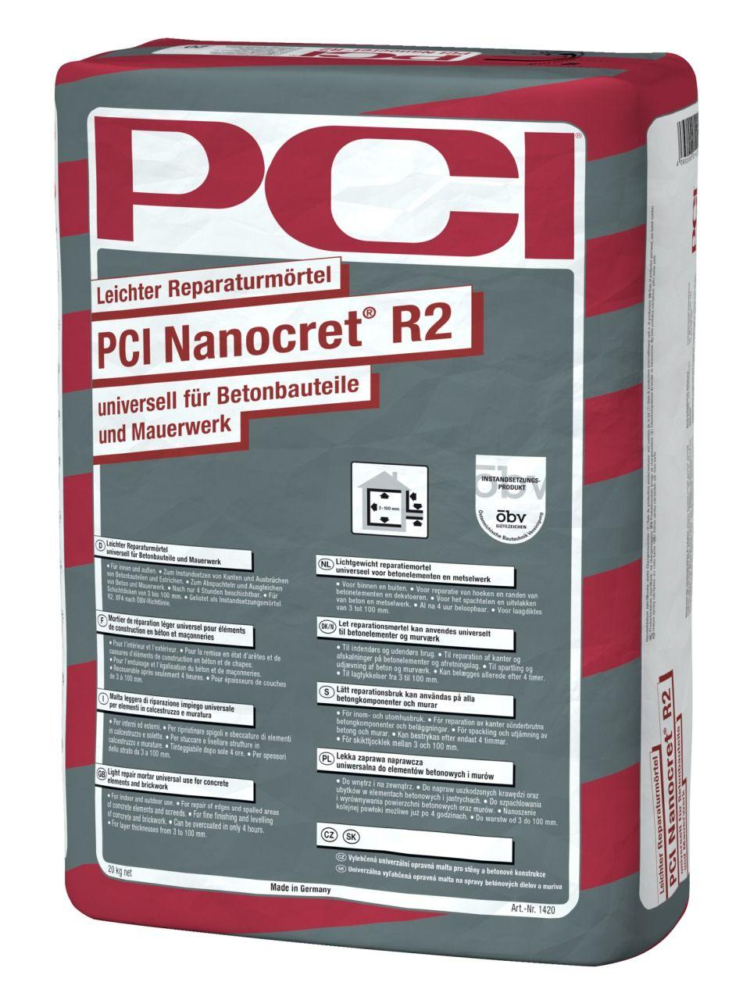 PCI Nanocret R2
20
PCI®
Leichter Reparaturmörtel
PCI Nanocret® R2
universell für Betonbauteile
und Mauerwerk
3 - 100 mm
INSTANDSETZUNGS-
PRODUKT
öbv
GÜTEZEICHEN
Österreichische Bautechnik Vereinigung
D Leichter Reparaturmörtel
universell für Betonbauteile und Mauerwerk
• Für innen und außen. • Zum Instandsetzen von Kanten und Ausbrüchen
von Betonbauteilen und Estrichen. • Zum Abspachteln und Ausgleichen
von Beton und Mauerwerk. • Nach nur 4 Stunden beschichtbar. • Für
Schichtdicken von 3 bis 100 mm. • Gelistet als Instandsetzungsmörtel
R2, XF4 nach ÖBV-Richtlinie.
F Mortier de réparation léger universel pour éléments
de construction en béton et maçonneries
• Pour l'intérieur et l'extérieur. • Pour la remise en état d'arêtes et de
cassures d'éléments de construction en béton et de chapes.
• Pour l'enduisage et l'égalisation du béton et de maçonneries.
• Recouvrable après seulement 4 heures. • Pour épaisseurs de couches
de 3 à 100 mm.
I Malta leggera di riparazione impiego universale
per elementi in calcestruzzo e muratura
• Per interni ed esterni. • Per ripristinare spigoli e sbeccature di elementi
in calcestruzzo e solette. • Per stuccare e livellare strutture in
calcestruzzo e murature. • Tinteggiabile dopo sole 4 ore. • Per spessori
dello strato da 3 a 100 mm.
GB Light repair mortar universal use for concrete
elements and brickwork
• For indoor and outdoor use. • For repair of edges and spalled areas
of concrete elements and screeds. • For fine finishing and levelling
of concrete and brickwork. • Can be overcoated in only 4 hours.
• For layer thicknesses from 3 to 100 mm.
NL Lichtgewicht reparatiemortel
universeel voor betonelementen en metselwerk
• Voor binnen en buiten. • Voor reparatie van hoeken en randen van
betonelementen en dekvloeren. • Voor het spachtelen en uitvlakken
van beton en metselwerk. • Al na 4 uur beloopbaar. • Voor laagdiktes
van 3 tot 100 mm.
DK/N Let reparationsmørtel kan anvendes universelt
til betonelementer og murværk
• Til indendørs og udendørs brug. • Til reparation af kanter og
afskalninger på betonelementer og afretningslag. • Til spartling og
udjævning af beton og murværk. • Kan belægges allerede efter 4 timer.
• Til lagtykkelser fra 3 til 100 mm.
S Lätt reparationsbruk kan användas på alla
betongkomponenter och murar
• För inom- och utomhusbruk. • För reparation av kanter sönderbrutna
betongkomponenter och beläggningar. • För spackling och utjämning av
betong och murar. • Kan bestrykas efter endast 4 timmar.
• För skikttjocklek mellan 3 och 100 mm.
PL Lekka zaprawa naprawcza
uniwersalna do elementów betonowych i murów
• Do wnętrz i na zewnątrz. • Do napraw uszkodzonych krawędzi oraz
ubytków w elementach betonowych i jastrychach. • Do szpachlowania
i wyrównywania powierzchni betonowych oraz murów. • Nanoszenie
kolejnej powłoki możliwe już po 4 godzinach. • Do warstw od 3 do 100 mm.
CZ SK
CZ Vylehčená univerzální opravná malta pro stěny a betonové konstrukce
SK Univerzálna vyľahčená opravná malta na opravy betónových dielov a muriva
20 kg net
Made in Germany
Art.-Nr. 1420
PCI
Leichter Reparaturmörtel
PCI Nanocret® R2
universell für Betonbauteile
und Mauerwerk